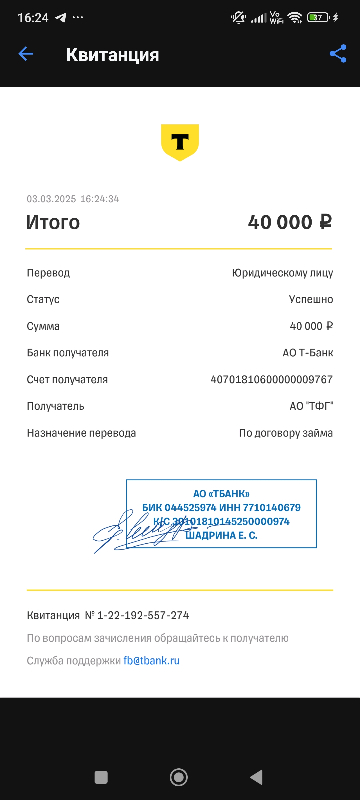 16:24
Vo
WiFi
37
Квитанция
Т
03.03.2025 16:24:34
Итого 40 000 ₽
Перевод Юридическому лицу
Статус Успешно
Сумма 40 000 ₽
Банк получателя АО Т-Банк
Счет получателя 40701810600000009767
Получатель АО "ТФГ"
Назначение перевода По договору займа
АО «ТБАНК»
БИК 044525974 ИНН 7710140679
К/С 30101810145250000974
ШАДРИНА Е. С.
Квитанция № 1-22-192-557-274
По вопросам зачисления обращайтесь к получателю
Служба поддержки fb@tbank.ru